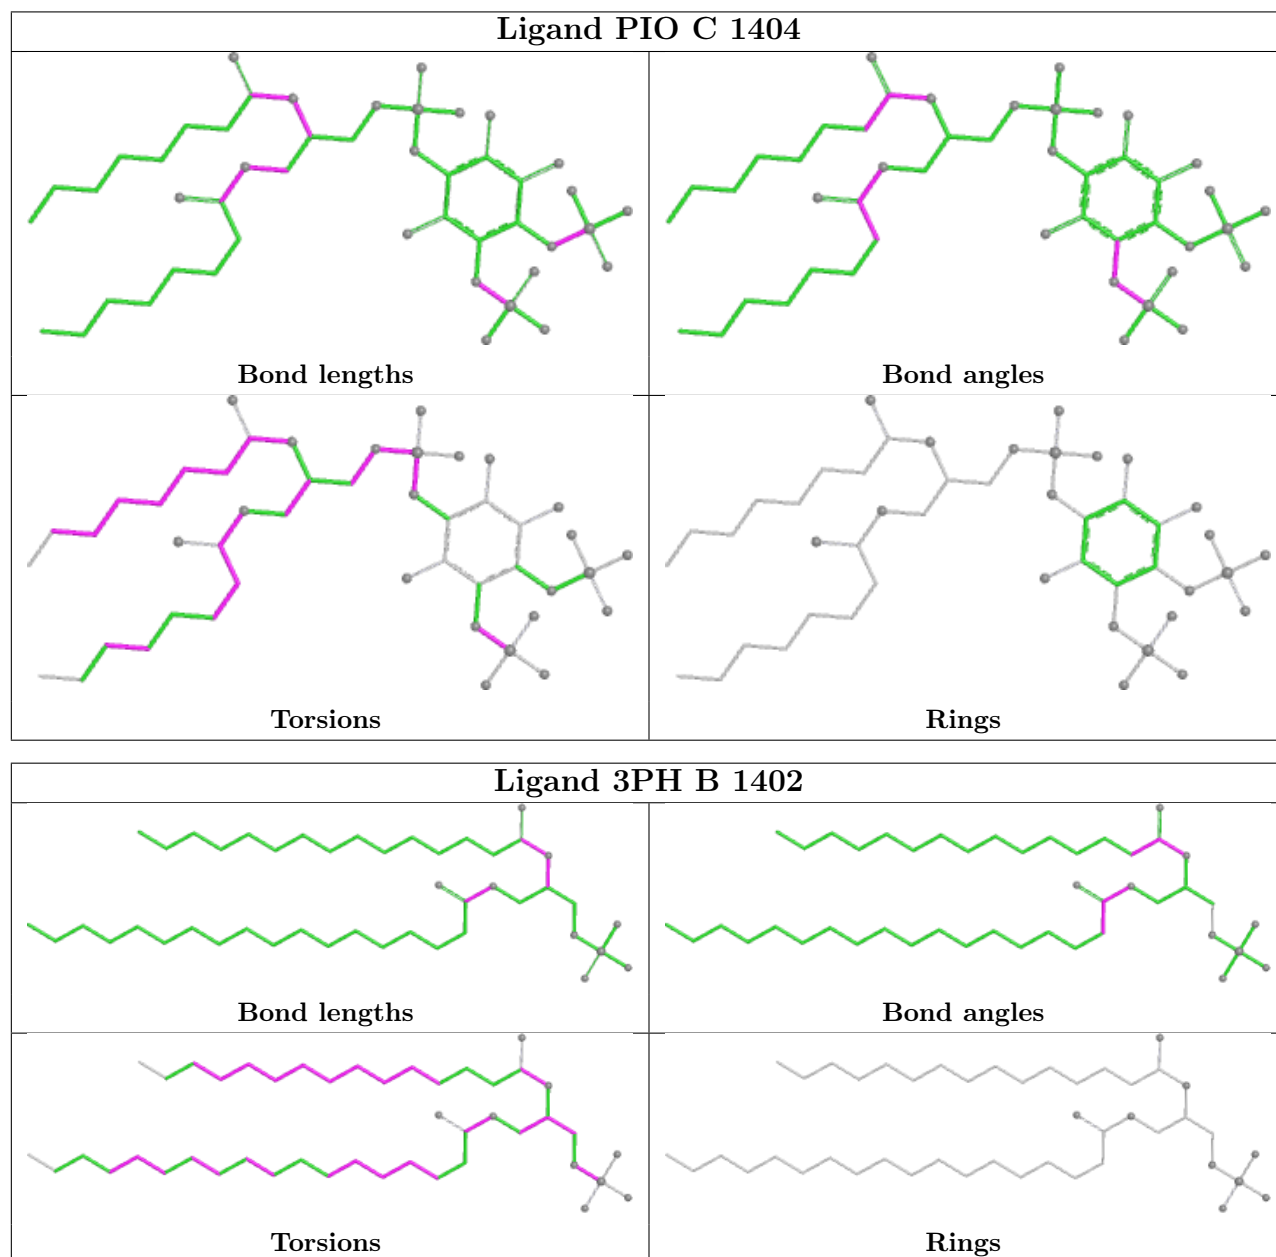 Ligand PIO C 1404
Bond lengths
Bond angles
Torsions
Rings
Ligand 3PH B 1402
Bond lengths
Bond angles
Torsions
Rings